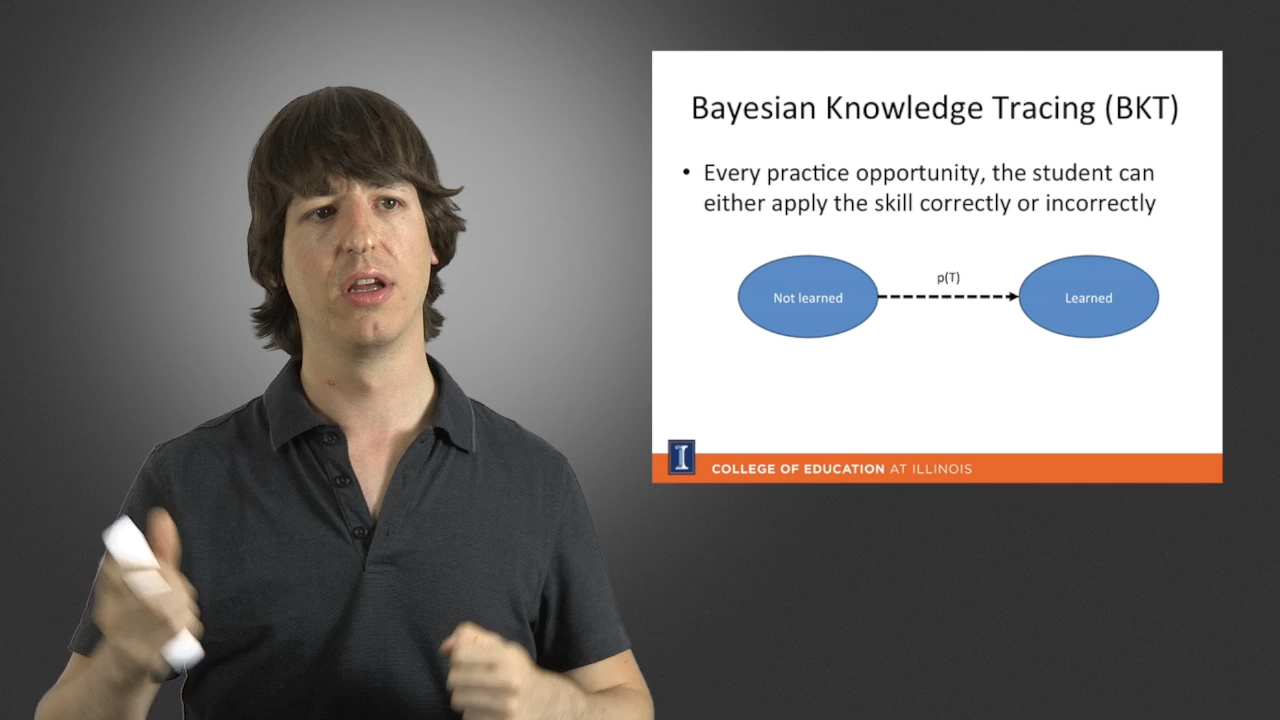 Bayesian Knowledge Tracing (BKT)
• Every practice opportunity, the student can
either apply the skill correctly or incorrectly
p(T)
Not learned
Learned
I
COLLEGE OF EDUCATION AT ILLINOIS